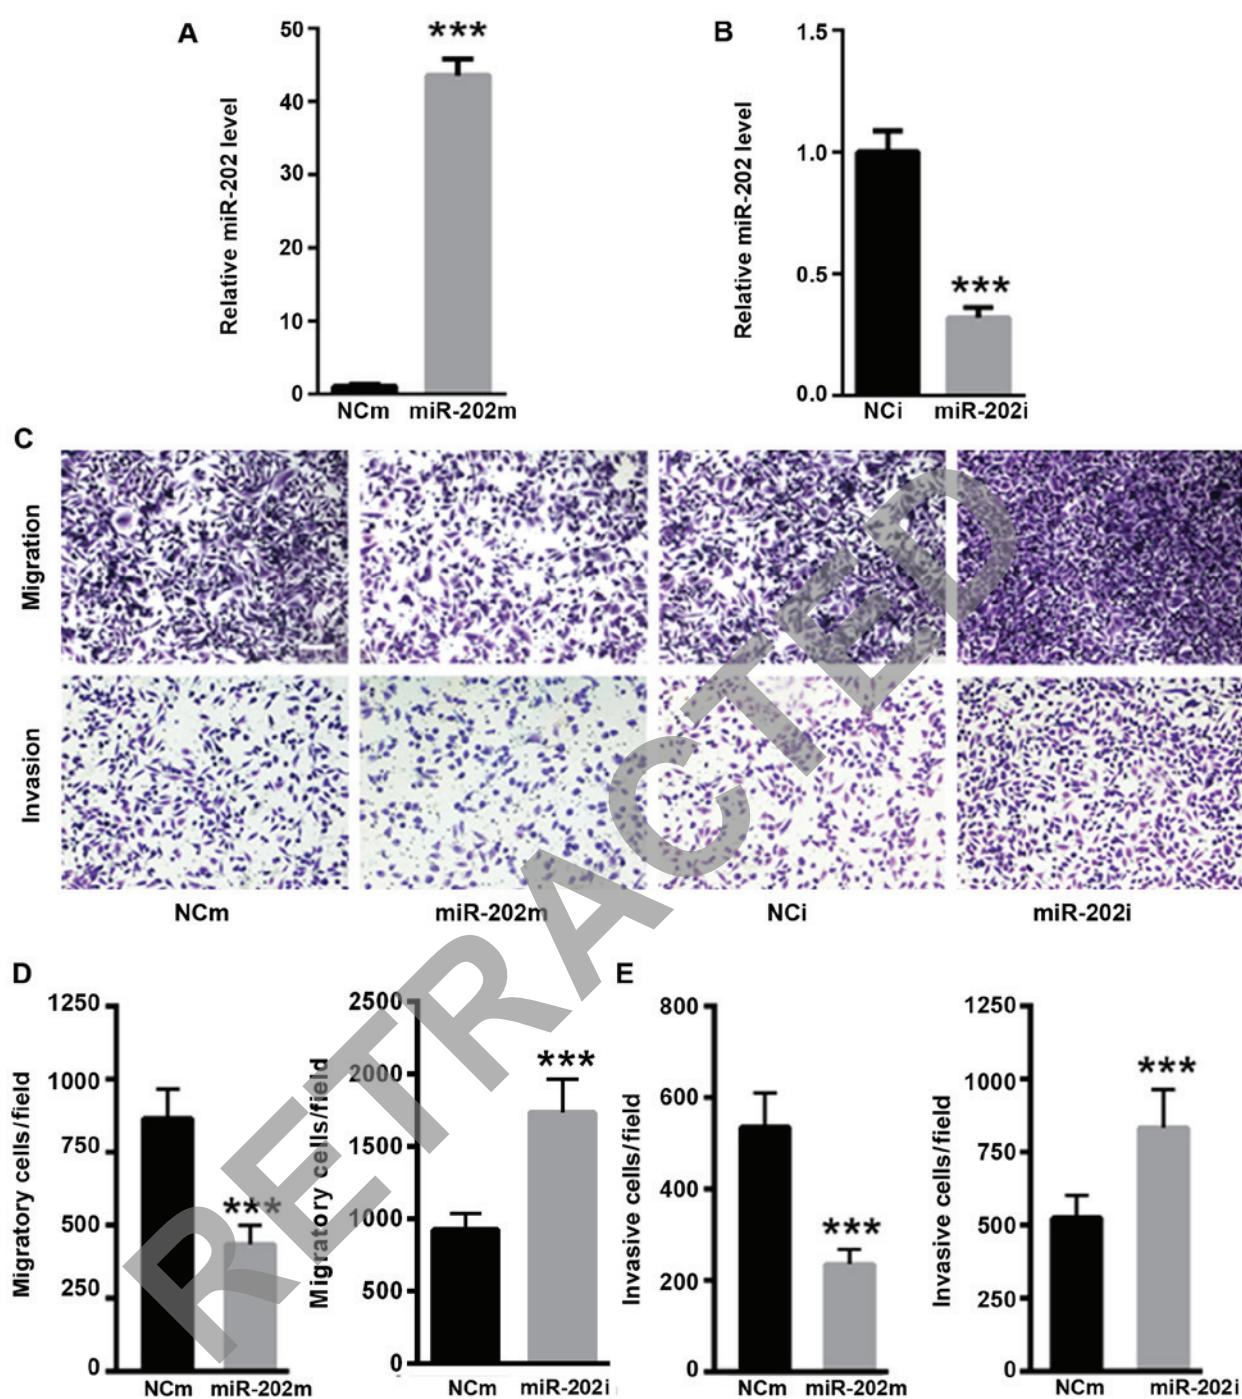 A
Relative miR-202 level
50
40
30
20
10
0
***
NCm miR-202m
B
Relative miR-202 level
1.5
1.0
0.5
0.0
***
NCi miR-202i
C
Migration
Invasion
NCm miR-202m NCi miR-202i
RETRACTED
D
Migratory cells/field
1250
1000
750
500
250
0
***
NCm miR-202m
Migratory cells/field
2500
2000
1500
1000
500
0
***
NCm miR-202i
E
Invasive cells/field
800
600
400
200
0
***
NCm miR-202m
Invasive cells/field
1250
1000
750
500
250
0
***
NCm miR-202i